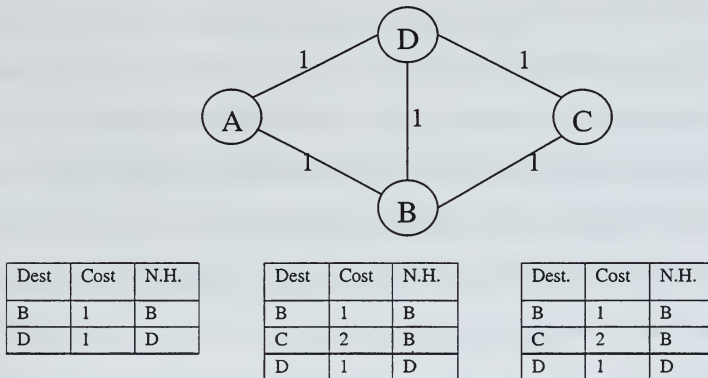 D
1
1
A
1
C
1
1
B
Dest Cost N.H.
B 1 B
D 1 D
Dest Cost N.H.
B 1 B
C 2 B
D 1 D
Dest. Cost N.H.
B 1 B
C 2 B
D 1 D